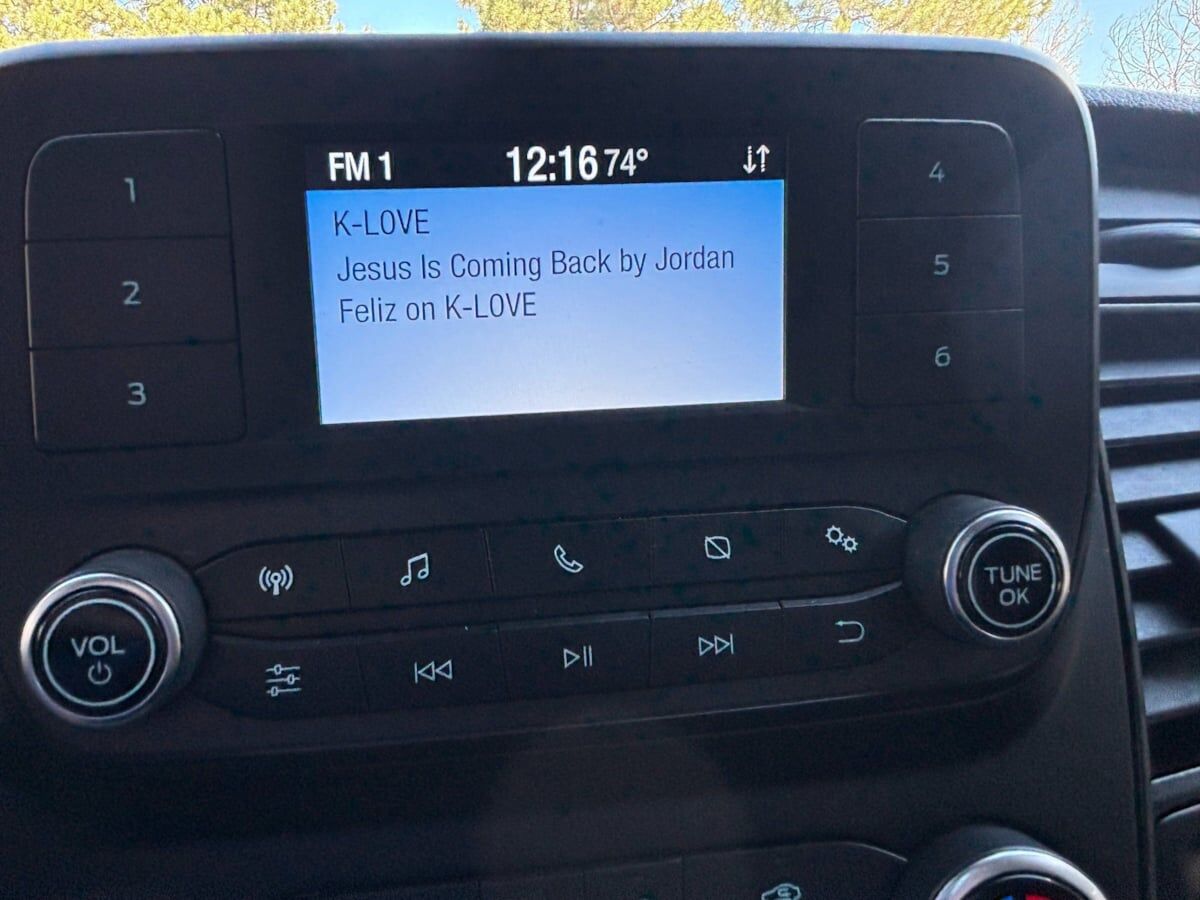 FM 1 12:16 74°
K-LOVE
Jesus Is Coming Back by Jordan
Feliz on K-LOVE
1
2
3
4
5
6
VOL
TUNE
OK